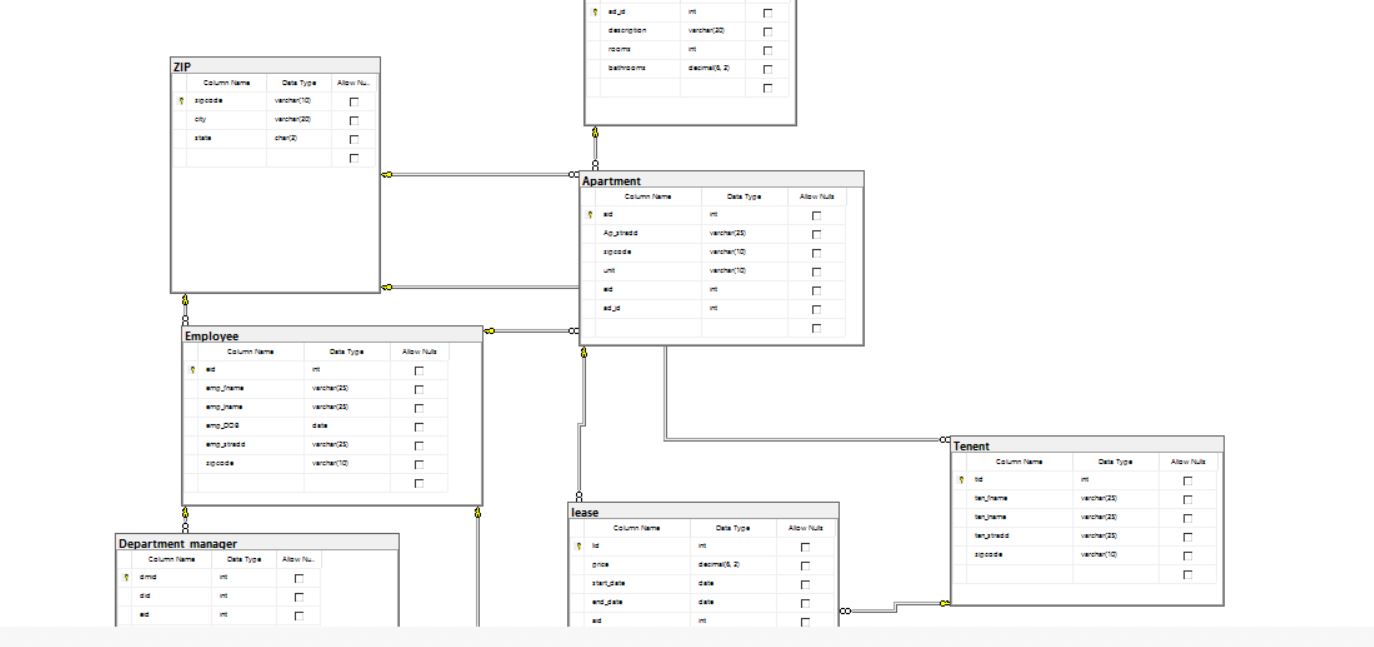 ad_id int
description varchar(20)
rooms int
bathrooms decimal(6, 2)
ZIP
Column Name Data Type Allow Nu..
zipcode varchar(10)
city varchar(20)
state char(2)
Apartment
Column Name Data Type Allow Nulls
aid int
Ap_stradd varchar(25)
zipcode varchar(10)
unit varchar(10)
eid int
ad_id int
Employee
Column Name Data Type Allow Nulls
eid int
emp_fname varchar(25)
emp_lname varchar(25)
emp_DOB date
emp_stradd varchar(25)
zipcode varchar(10)
Tenent
Column Name Data Type Allow Nulls
tid int
ten_fname varchar(25)
ten_lname varchar(25)
ten_stradd varchar(25)
zipcode varchar(10)
lease
Column Name Data Type Allow Nulls
lid int
price decimal(6, 2)
start_date date
end_date date
aid int
Department_manager
Column Name Data Type Allow Nu..
dmid int
did int
eid int